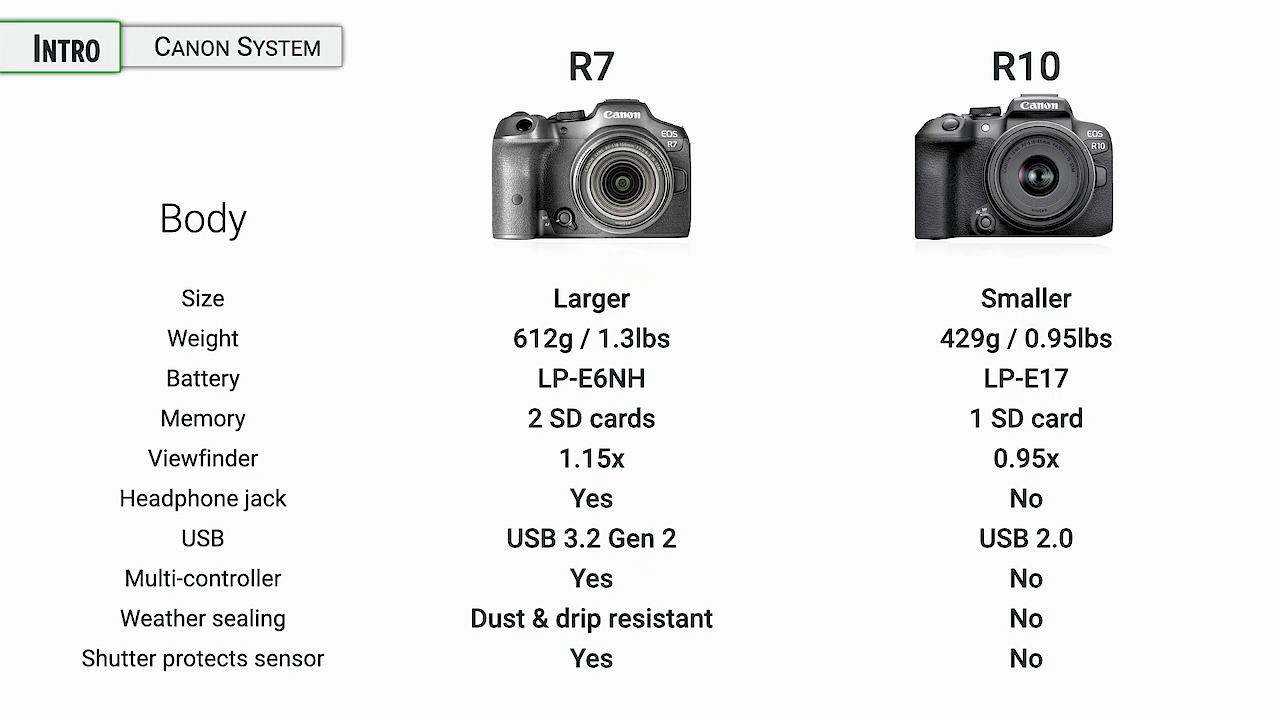 INTRO CANON SYSTEM
R7 R10
Canon Canon
EOS EOS
R7 R10
Body
Size Larger Smaller
Weight 612g / 1.3lbs 429g / 0.95lbs
Battery LP-E6NH LP-E17
Memory 2 SD cards 1 SD card
Viewfinder 1.15x 0.95x
Headphone jack Yes No
USB USB 3.2 Gen 2 USB 2.0
Multi-controller Yes No
Weather sealing Dust & drip resistant No
Shutter protects sensor Yes No